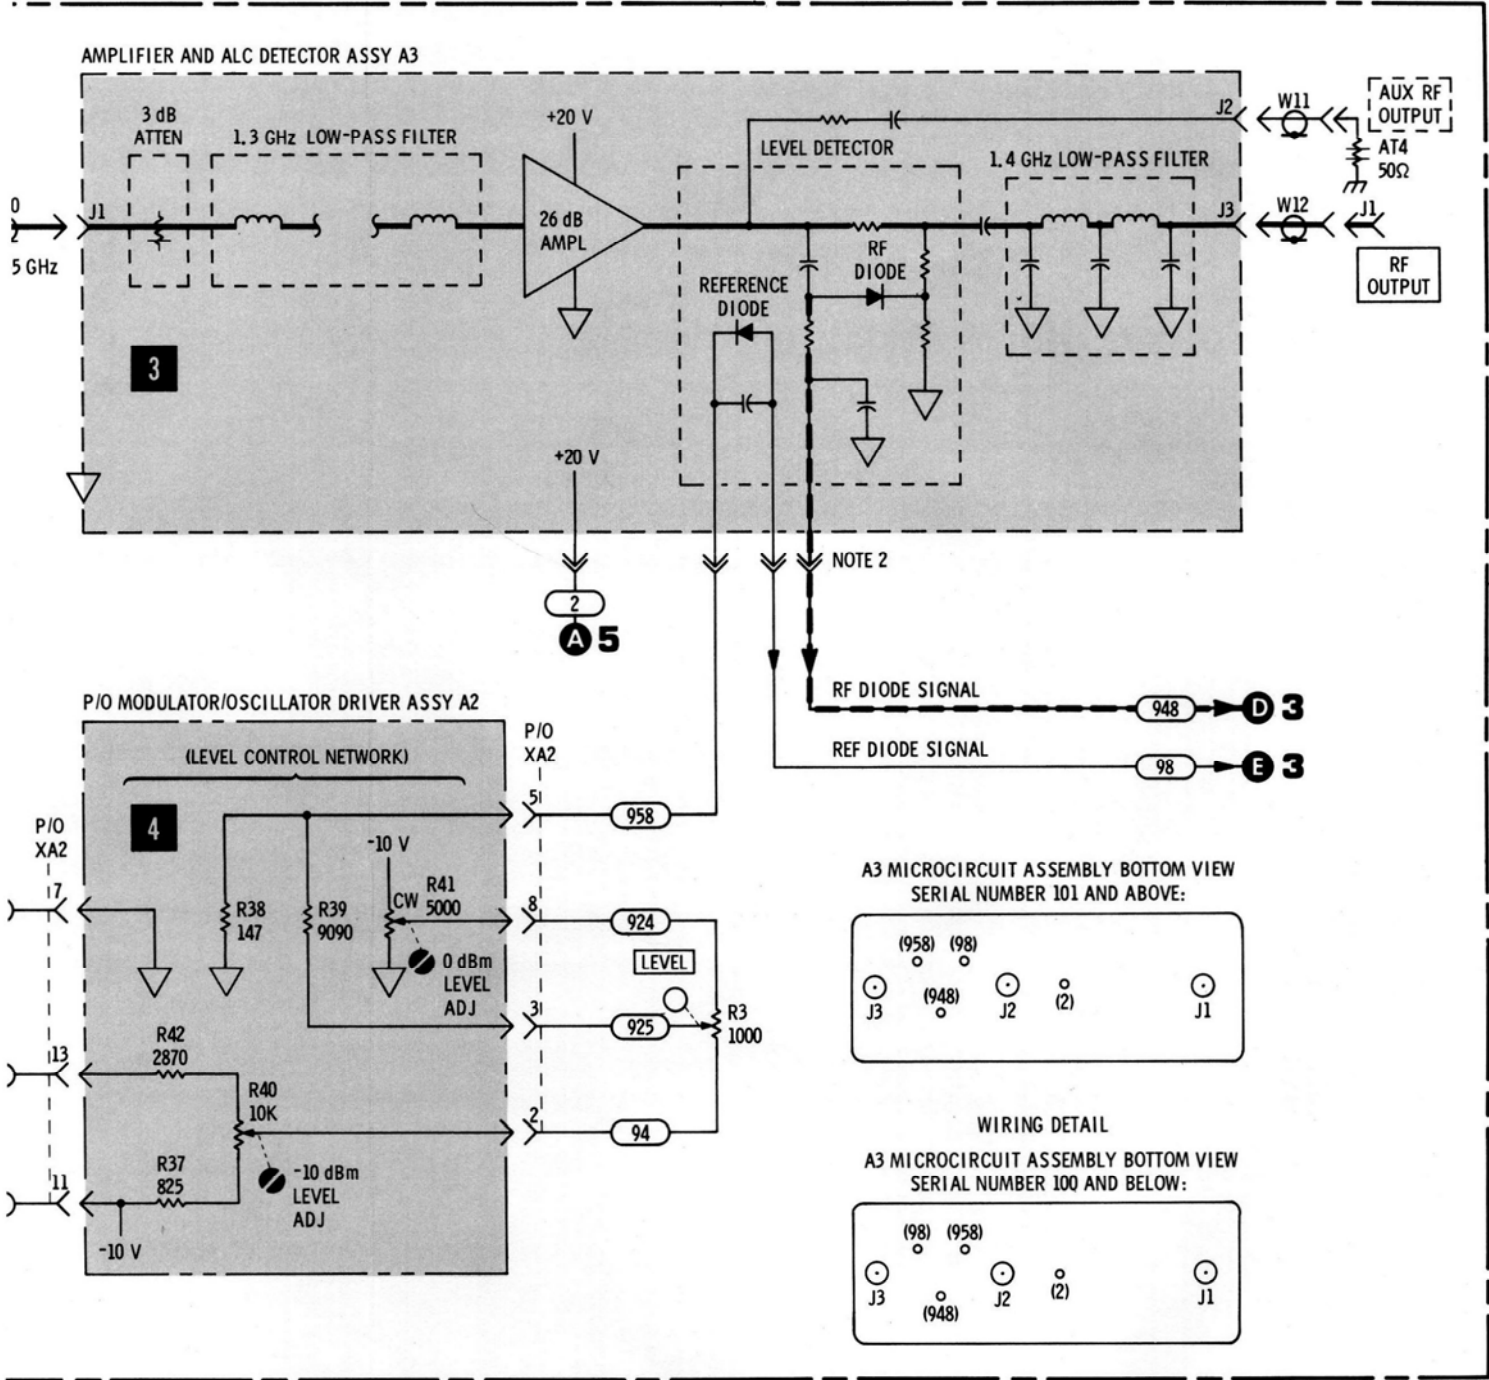 AMPLIFIER AND ALC DETECTOR ASSY A3
3 dB
ATTEN
1.3 GHz LOW-PASS FILTER
+20 V
26 dB
AMPL
LEVEL DETECTOR
1.4 GHz LOW-PASS FILTER
J2
W11
AUX RF
OUTPUT
AT4
50Ω
0
2
5 GHz
J1
J3
W12
J1
RF
OUTPUT
RF
DIODE
REFERENCE
DIODE
3
+20 V
2
A 5
NOTE 2
RF DIODE SIGNAL
948
D 3
REF DIODE SIGNAL
98
E 3
P/O MODULATOR/OSCILLATOR DRIVER ASSY A2
(LEVEL CONTROL NETWORK)
4
P/O
XA2
P/O
XA2
5
958
-10 V
7
R38
147
R39
9090
CW
R41
5000
8
924
0 dBm
LEVEL
ADJ
LEVEL
3
925
R3
1000
13
R42
2870
R40
10K
2
94
11
R37
825
-10 dBm
LEVEL
ADJ
-10 V
A3 MICROCIRCUIT ASSEMBLY BOTTOM VIEW
SERIAL NUMBER 101 AND ABOVE:
(958) (98)
J3
(948)
J2
(2)
J1
WIRING DETAIL
A3 MICROCIRCUIT ASSEMBLY BOTTOM VIEW
SERIAL NUMBER 100 AND BELOW:
(98) (958)
J3
(948)
J2
(2)
J1